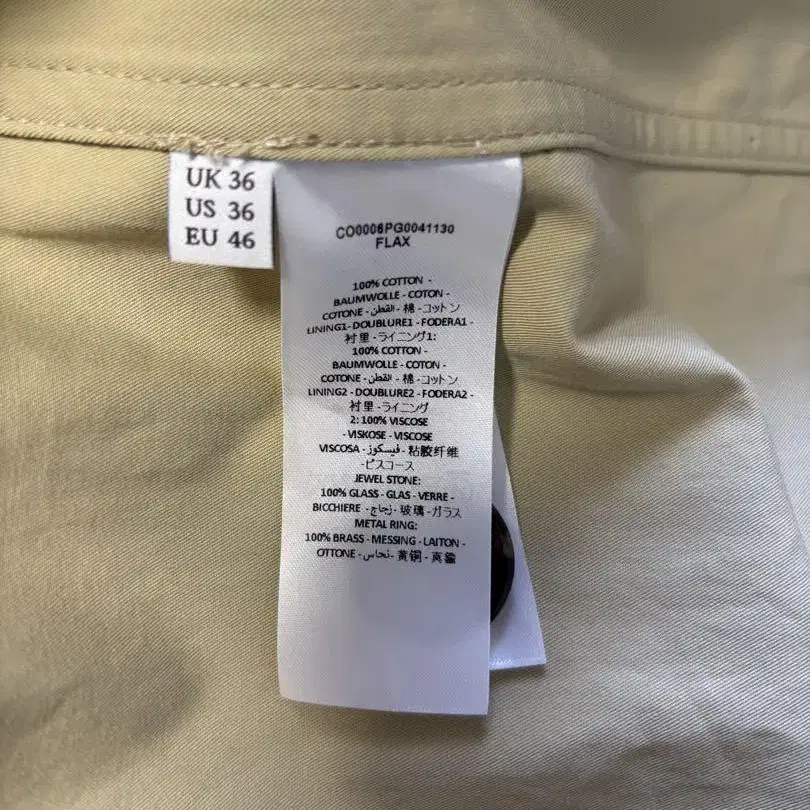 UK 36
US 36
EU 46
CO0006PG0041130
FLAX
100% COTTON -
BAUMWOLLE - COTON -
COTONE - القطن - 棉 - コットン
LINING1- DOUBLURE1 - FODERA1 -
衬里 -ライニング1:
100% COTTON -
BAUMWOLLE - COTON -
COTONE - القطن - 棉 -コットン
LINING2 - DOUBLURE2 - FODERA2 -
衬里 -ライニング
2: 100% VISCOSE
- VISKOSE - VISCOSE
VISCOSA - فيسكوز - 粘胶纤维
-ビスコース
JEWEL STONE:
100% GLASS - GLAS - VERRE -
BICCHIERE - زجاج - 玻璃 - ガラス
METAL RING:
100% BRASS - MESSING - LAITON -
OTTONE - نحاس - 黄铜 - 真鍮